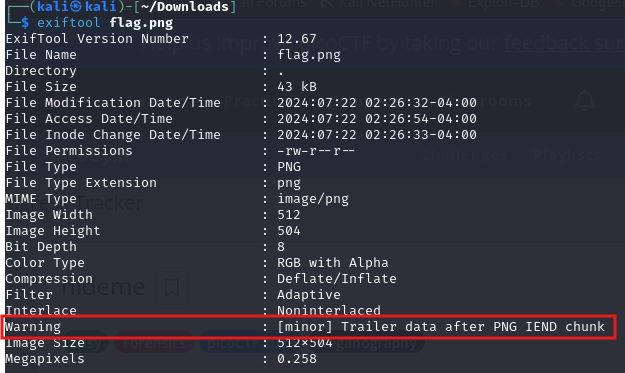 ┌──(kali㉿kali)-[~/Downloads]
└─$ exiftool flag.png
ExifTool Version Number : 12.67
File Name : flag.png
Directory : .
File Size : 43 kB
File Modification Date/Time : 2024:07:22 02:26:32-04:00
File Access Date/Time : 2024:07:22 02:26:54-04:00
File Inode Change Date/Time : 2024:07:22 02:26:33-04:00
File Permissions : -rw-r--r--
File Type : PNG
File Type Extension : png
MIME Type : image/png
Image Width : 512
Image Height : 504
Bit Depth : 8
Color Type : RGB with Alpha
Compression : Deflate/Inflate
Filter : Adaptive
Interlace : Noninterlaced
Warning : [minor] Trailer data after PNG IEND chunk
Image Size : 512×504
Megapixels : 0.258